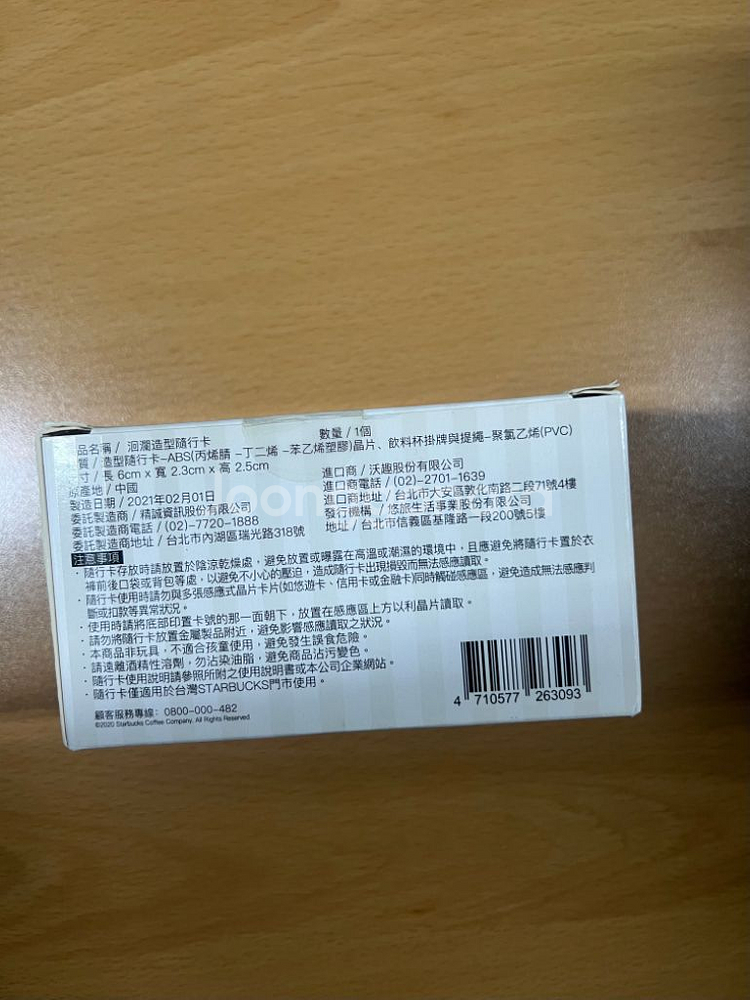 品名稱 / 洄瀾造型隨行卡
數量 / 1個
質 / 造型隨行卡-ABS(丙烯腈 -丁二烯 -苯乙烯塑膠)晶片、飲料杯掛牌與提繩-聚氯乙烯(PVC)
寸 / 長 6cm x 寬 2.3cm x 高 2.5cm
原產地 / 中國
製造日期 / 2021年02月01日
委託製造商 / 精誠資訊股份有限公司
委託製造商電話 / (02)-7720-1888
委託製造商地址 / 台北市內湖區瑞光路318號
進口商 / 沃趣股份有限公司
進口商電話 / (02)-2701-1639
進口商地址 / 台北市大安區敦化南路二段71號4樓
發行機構 / 悠旅生活事業股份有限公司
地址 / 台北市信義區基隆路一段200號5樓
注意事項
·隨行卡存放時請放置於陰涼乾燥處，避免放置或曝露在高溫或潮濕的環境中，且應避免將隨行卡置於衣
褲前後口袋或背包等處，以避免不小心的壓迫，造成隨行卡出現損毀而無法感應讀取。
·隨行卡使用時請勿與多張感應式晶片卡片(如悠遊卡、信用卡或金融卡)同時觸碰感應區，避免造成無法感應判
斷或扣款等異常狀況。
·使用時請將底部印置卡號的那一面朝下，放置在感應區上方以利晶片讀取。
·請勿將隨行卡放置金屬製品附近，避免影響感應讀取之狀況。
·本商品非玩具，不適合孩童使用，避免發生誤食危險。
·請遠離酒精性溶劑，勿沾染油脂，避免商品沾污變色。
·隨行卡使用說明請參照所附之使用說明書或本公司企業網站。
·隨行卡僅適用於台灣STARBUCKS門市使用。
顧客服務專線：0800-000-482
©2020 Starbucks Coffee Company. All Rights Reserved
4 710577 263093